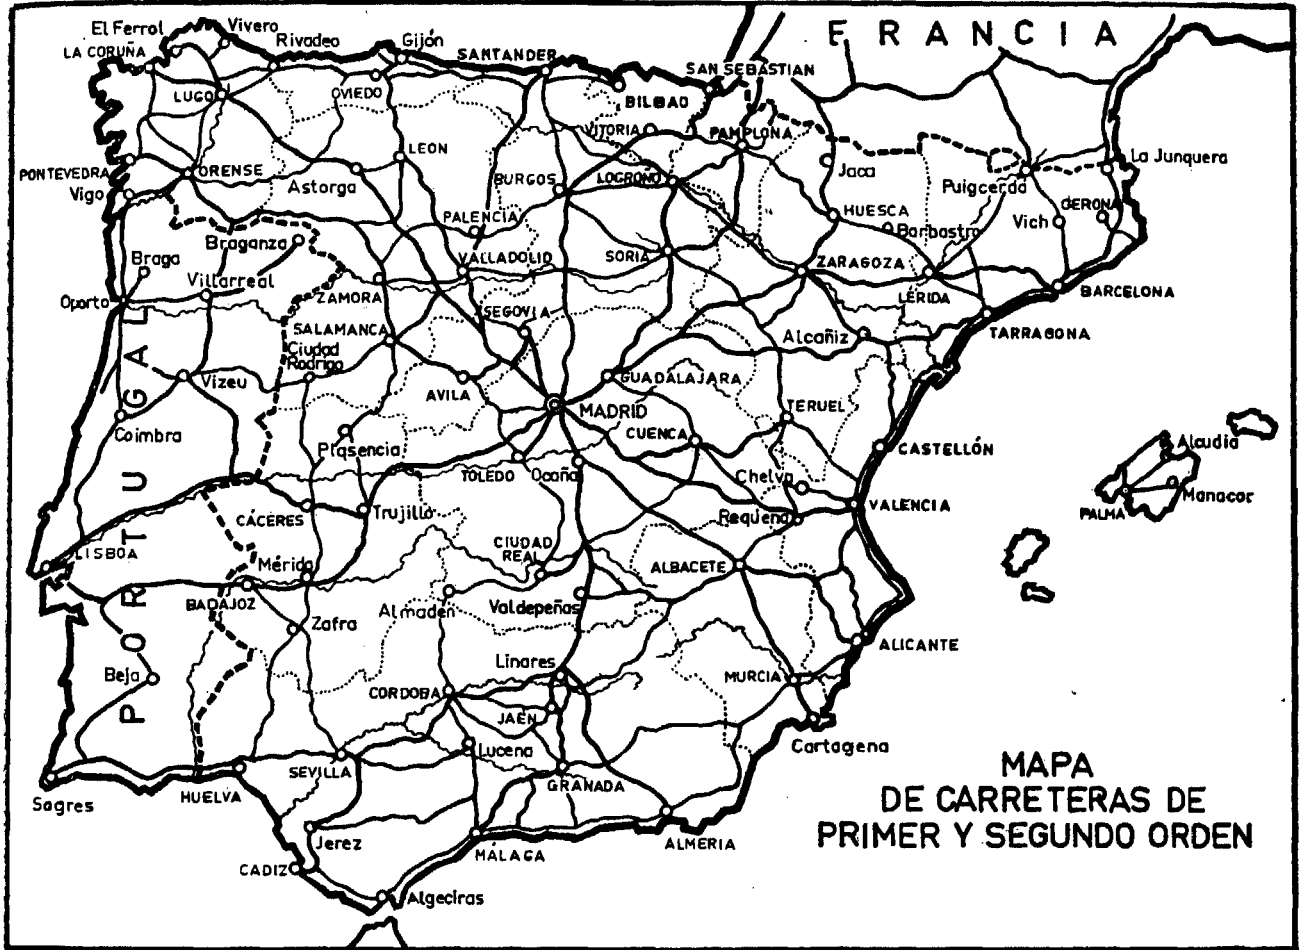 FRANCIA
El Ferrol
Vivero
LA CORUÑA
Rivadeo
Gijón
SANTANDER
SAN SEBASTIAN
LUGO
OVIEDO
BILBAO
VITORIA
PAMPLONA
LEON
La Junquera
PONTEVEDRA
ORENSE
Astorga
BURGOS
LOGROÑO
Jaca
Puigcerda
Vigo
GERONA
PALENCIA
HUESCA
Vich
Barbastro
Braganza
Braga
VALLADOLID
SORIA
ZARAGOZA
Villarreal
Oporto
ZAMORA
LÉRIDA
BARCELONA
SEGOVIA
SALAMANCA
Alcañiz
TARRAGONA
Ciudad
Rodrigo
Vizeu
AVILA
GUADALAJARA
MADRID
TERUEL
Coimbra
CUENCA
Plasencia
CASTELLÓN
Alcudia
TOLEDO
Ocaña
Chelva
Manacor
PALMA
VALENCIA
CÁCERES
Trujillo
Requena
PORTUGAL
LISBOA
CIUDAD
REAL
Mérida
ALBACETE
BADAJOZ
Almaden
Valdepeñas
Zafra
ALICANTE
Linares
Beja
MURCIA
CORDOBA
JAEN
Cartagena
Lucena
SEVILLA
GRANADA
HUELVA
Sagres
Jerez
MÁLAGA
ALMERIA
CADIZ
Algeciras
MAPA
DE CARRETERAS DE
PRIMER Y SEGUNDO ORDEN